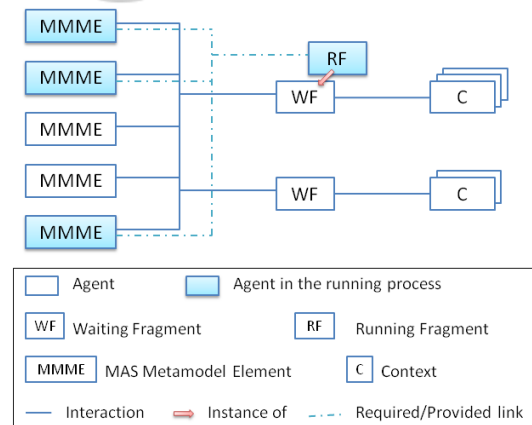 MMME
RF
MMME
WF
C
MMME
MMME
WF
C
MMME
Agent
Agent in the running process
WF Waiting Fragment
RF Running Fragment
MMME MAS Metamodel Element
C Context
Interaction
Instance of
Required/Provided link